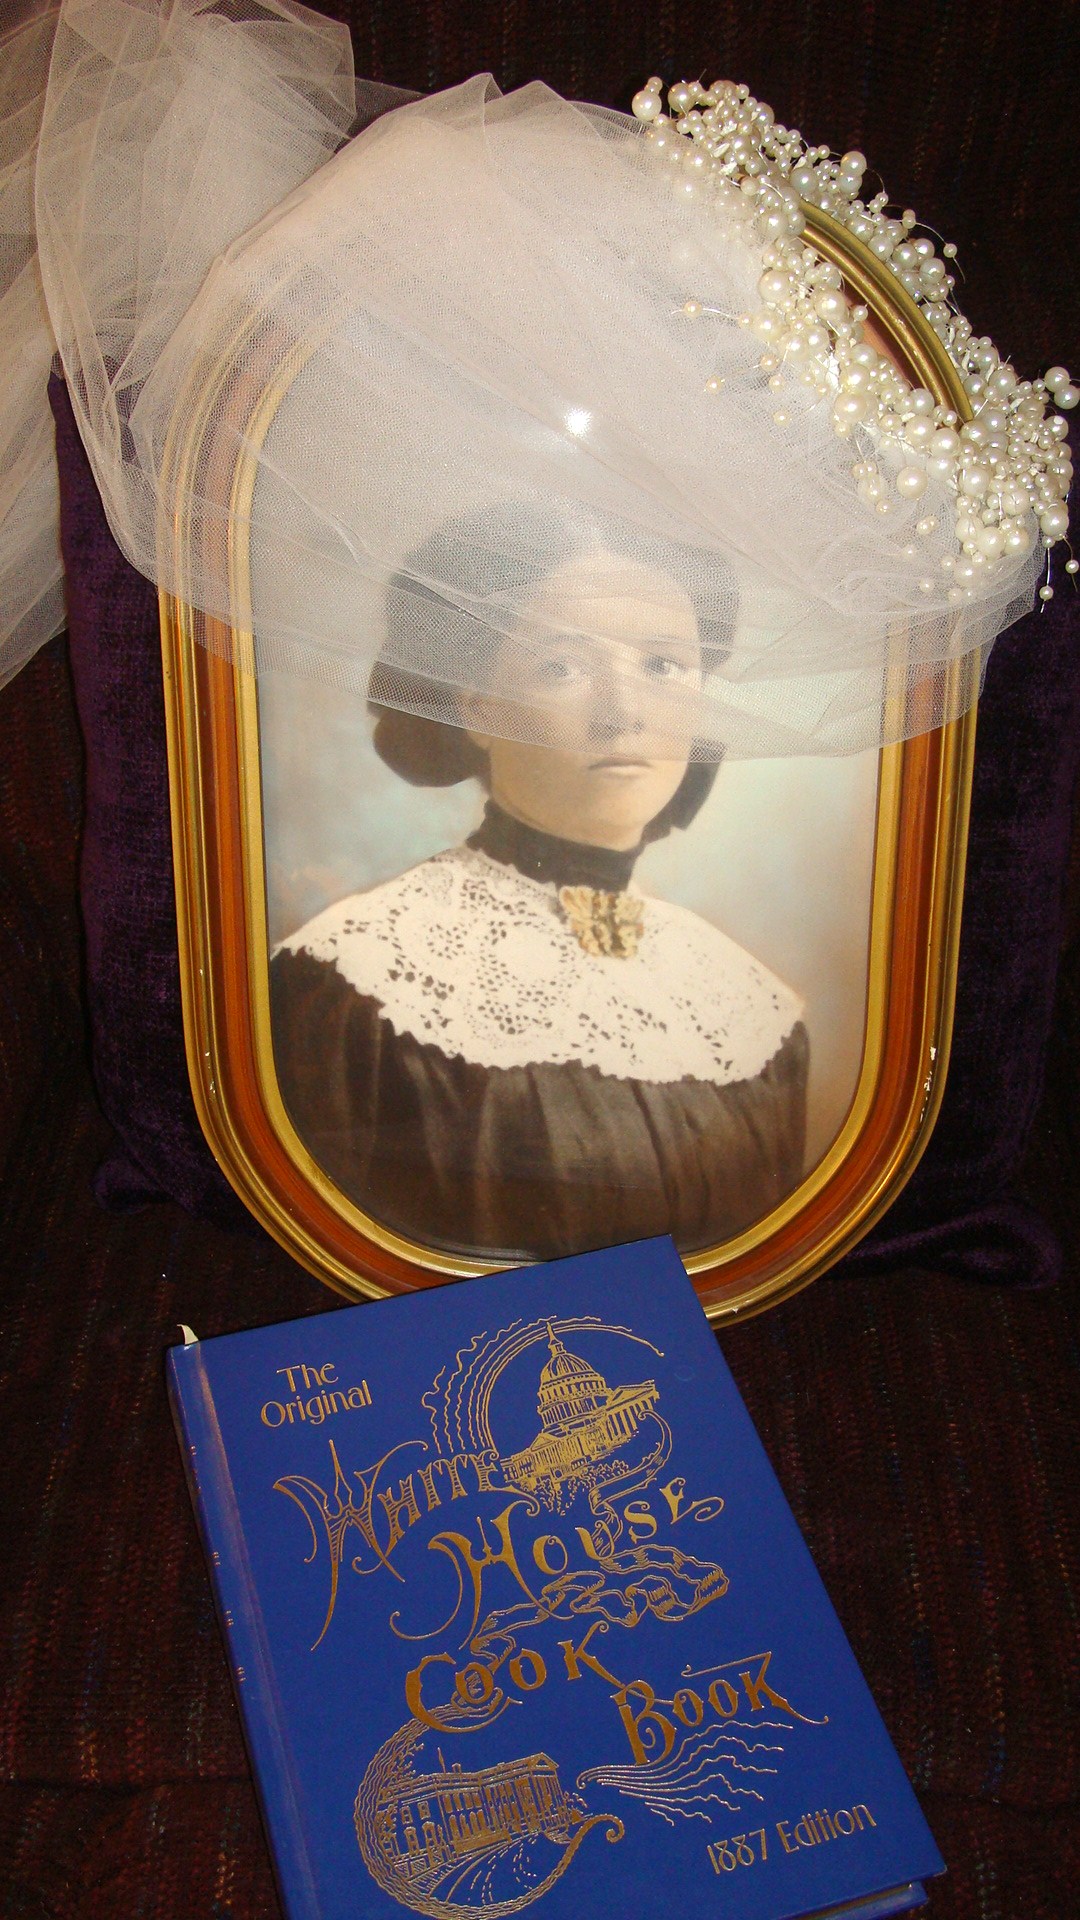 The
Original
WHITE
HOUSE
COOK
BOOK
1887 Edition